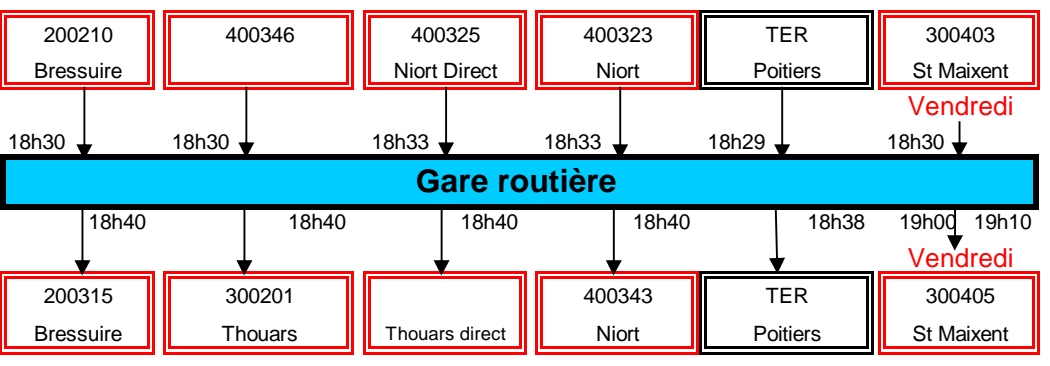 200210 400346 400325 400323 TER 300403
Bressuire Niort Direct Niort Poitiers St Maixent
Vendredi
18h30 18h30 18h33 18h33 18h29 18h30
Gare routière
18h40 18h40 18h40 18h40 18h38 19h00 19h10
Vendredi
200315 300201 400343 TER 300405
Bressuire Thouars Thouars direct Niort Poitiers St Maixent